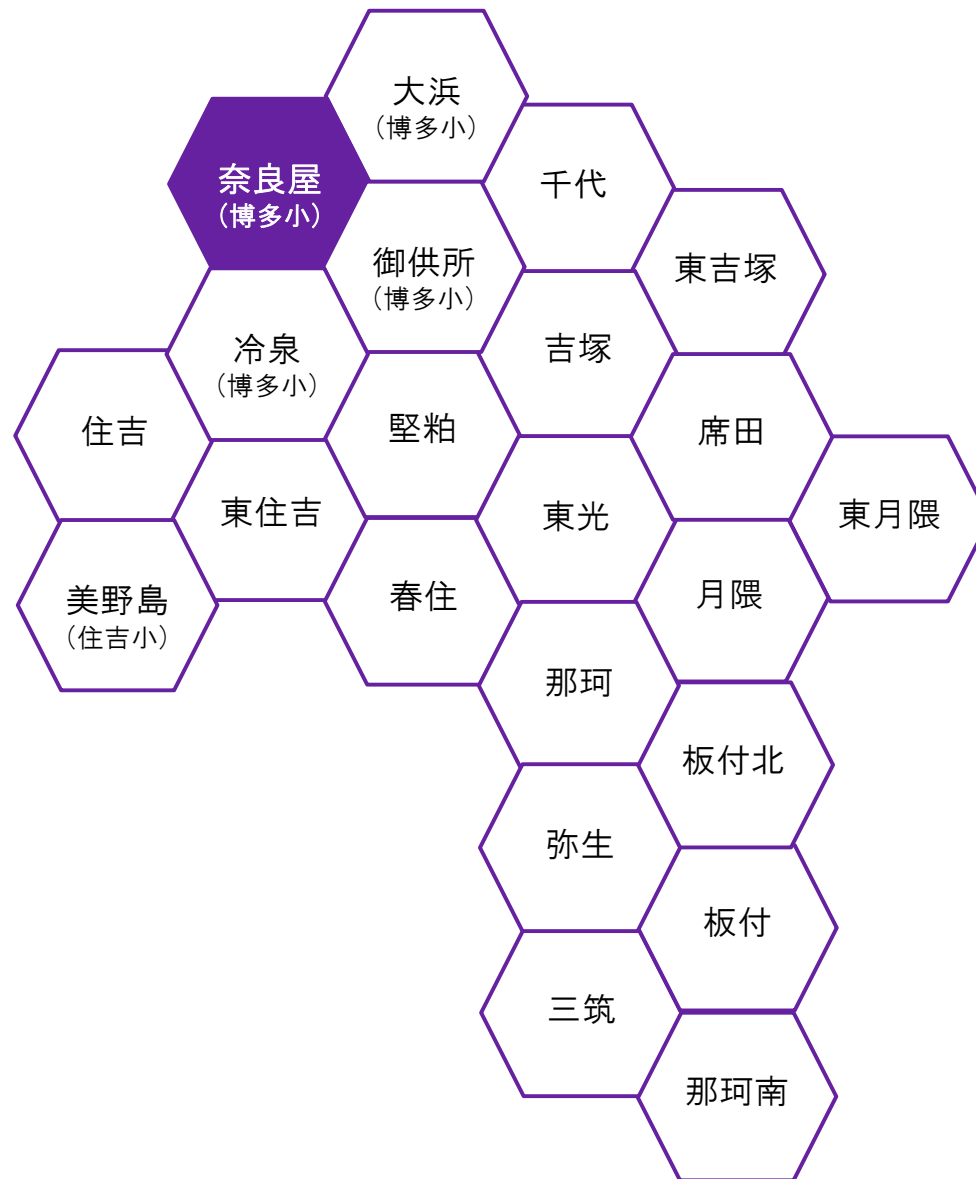 大浜
(博多小)
奈良屋
(博多小)
千代
御供所
(博多小)
東吉塚
冷泉
(博多小)
吉塚
住吉
堅粕
席田
東住吉
東光
東月隈
美野島
(住吉小)
春住
月隈
那珂
板付北
弥生
板付
三筑
那珂南